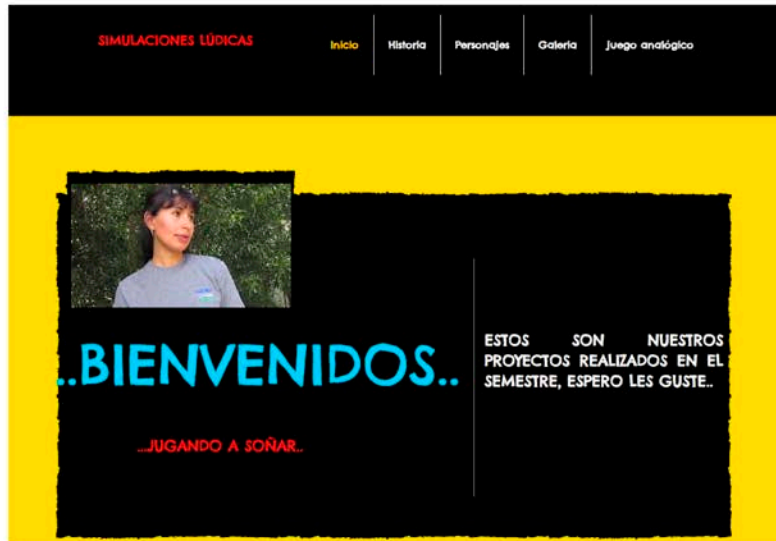 SIMULACIONES LÚDICAS
Inicio
Historia
Personajes
Galeria
Juego analógico
..BIENVENIDOS..
...JUGANDO A SOÑAR..
ESTOS SON NUESTROS
PROYECTOS REALIZADOS EN EL
SEMESTRE, ESPERO LES GUSTE..